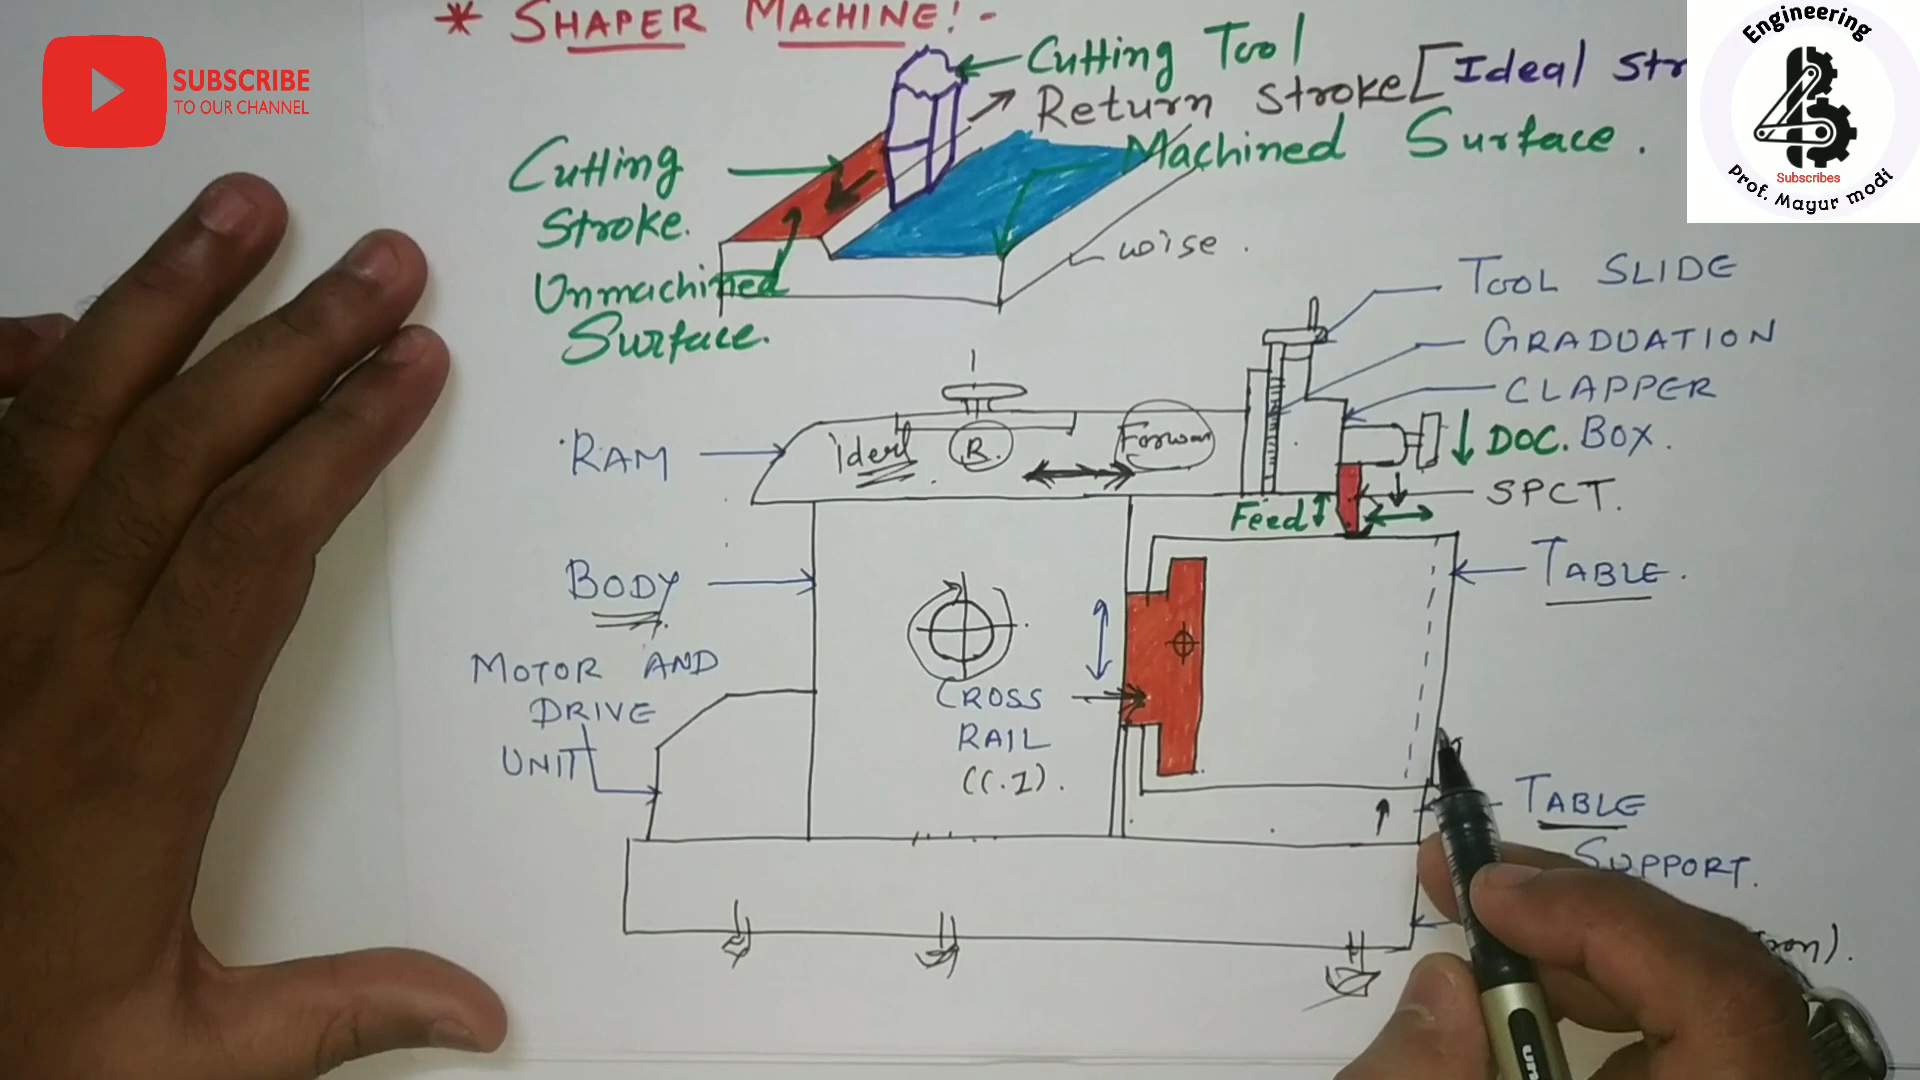 * SHAPER MACHINE! -
SUBSCRIBE
TO OUR CHANNEL
Engineering
Subscribes
Prof. Mayur modi
Cutting Tool
Return Stroke [Ideal Str
Machined Surface.
Cutting
Stroke.
Unmachined
Surface.
TOOL SLIDE
GRADUATION
CLAPPER
BOX.
DOC.
RAM
Ideal
R.
Forwar
Feed
SPCT.
BODY
TABLE.
MOTOR AND
DRIVE
UNIT
CROSS
RAIL
(C.I).
TABLE
SUPPORT.
ron).